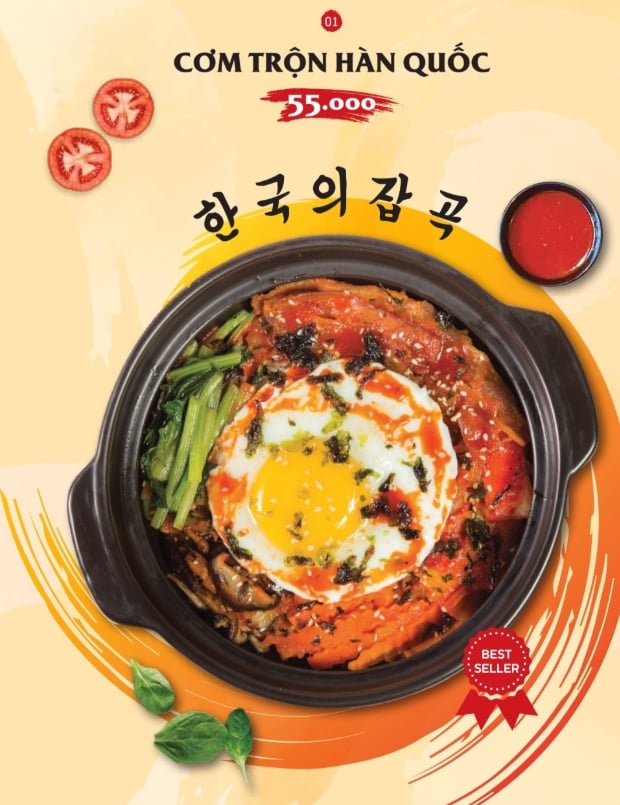 01
CƠM TRỘN HÀN QUỐC
55.000
한국의잡곡
BEST
SELLER